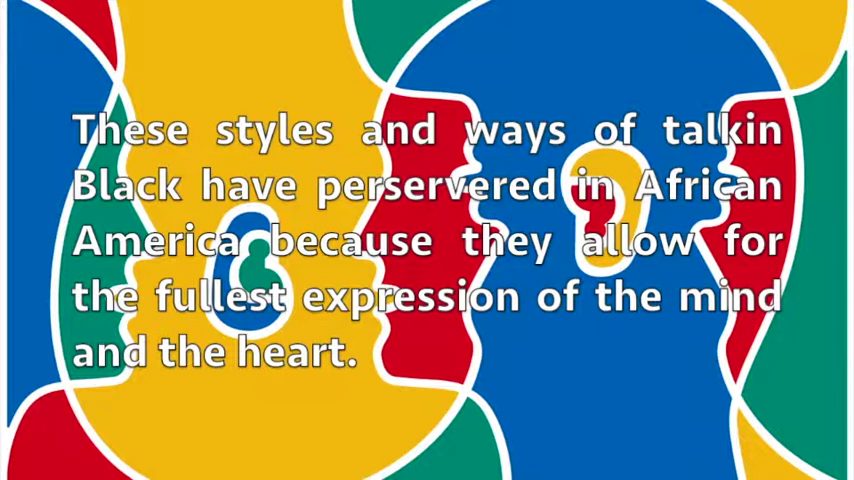 These styles and ways of talkin
Black have perservered in African
America because they allow for
the fullest expression of the mind
and the heart.